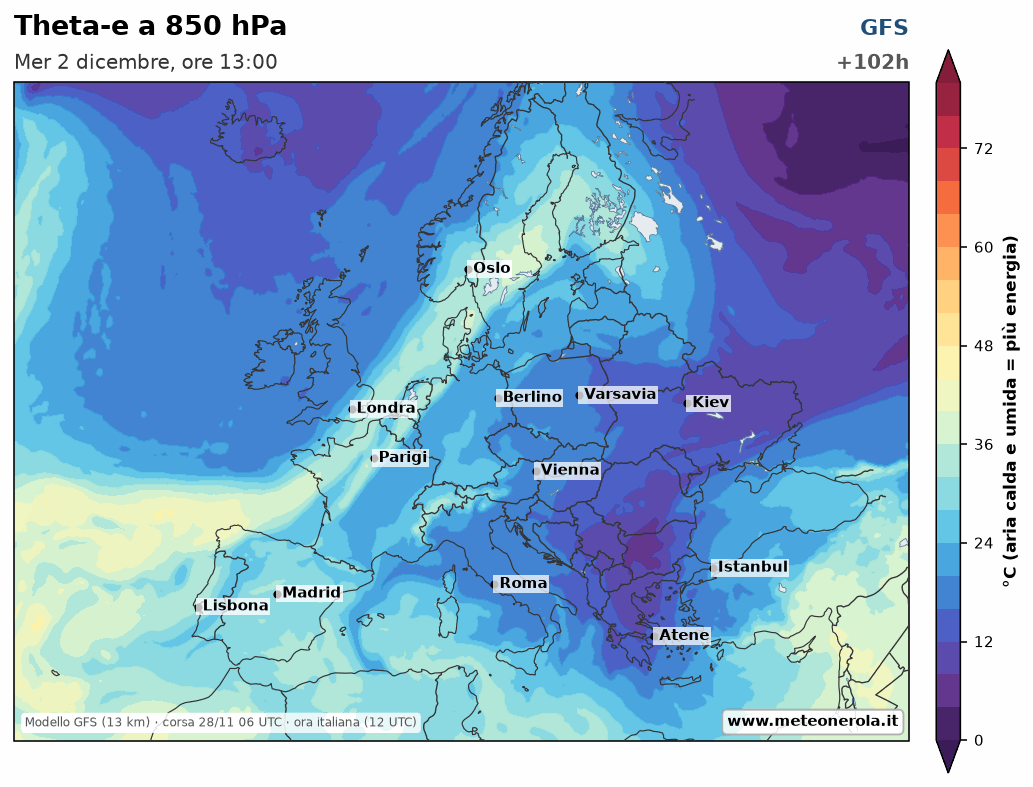 Theta-e a 850 hPa
GFS
Mer 2 dicembre, ore 13:00
+102h
72
60
48
36
24
12
0
°C (aria calda e umida = più energia)
Oslo
Londra
Berlino
Varsavia
Kiev
Parigi
Vienna
Istanbul
Roma
Madrid
Lisbona
Atene
Modello GFS (13 km) · corsa 28/11 06 UTC · ora italiana (12 UTC)
www.meteonerola.it